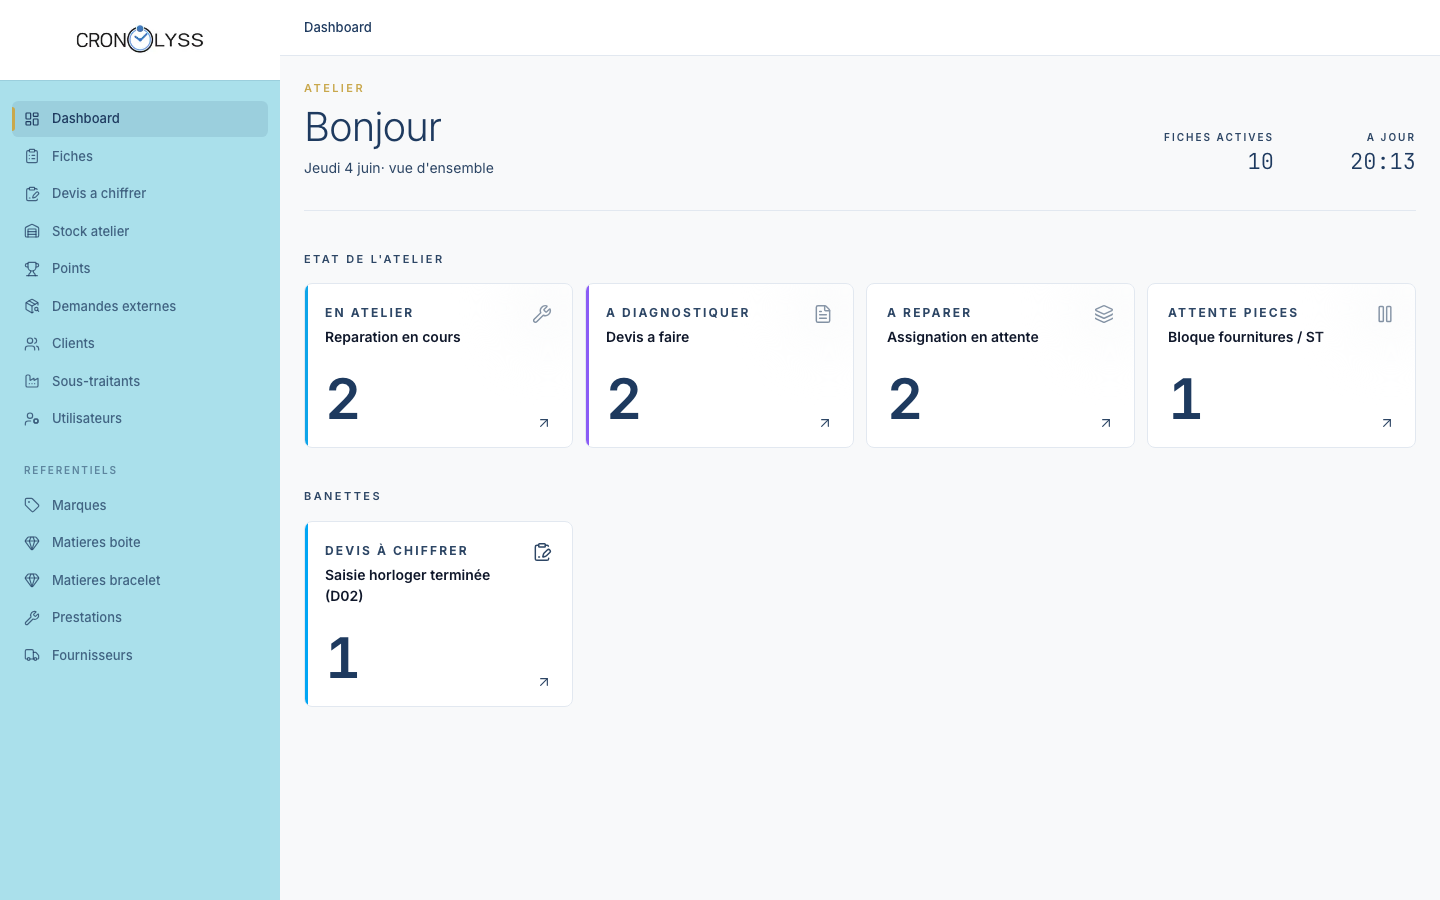 CRONOLYSS
Dashboard
Fiches
Devis a chiffrer
Stock atelier
Points
Demandes externes
Clients
Sous-traitants
Utilisateurs
REFERENTIELS
Marques
Matieres boite
Matieres bracelet
Prestations
Fournisseurs
Dashboard
ATELIER
Bonjour
Jeudi 4 juin· vue d'ensemble
FICHES ACTIVES
10
A JOUR
20:13
ETAT DE L'ATELIER
EN ATELIER
Reparation en cours
2
A DIAGNOSTIQUER
Devis a faire
2
A REPARER
Assignation en attente
2
ATTENTE PIECES
Bloque fournitures / ST
1
BANETTES
DEVIS À CHIFFRER
Saisie horloger terminée
(D02)
1